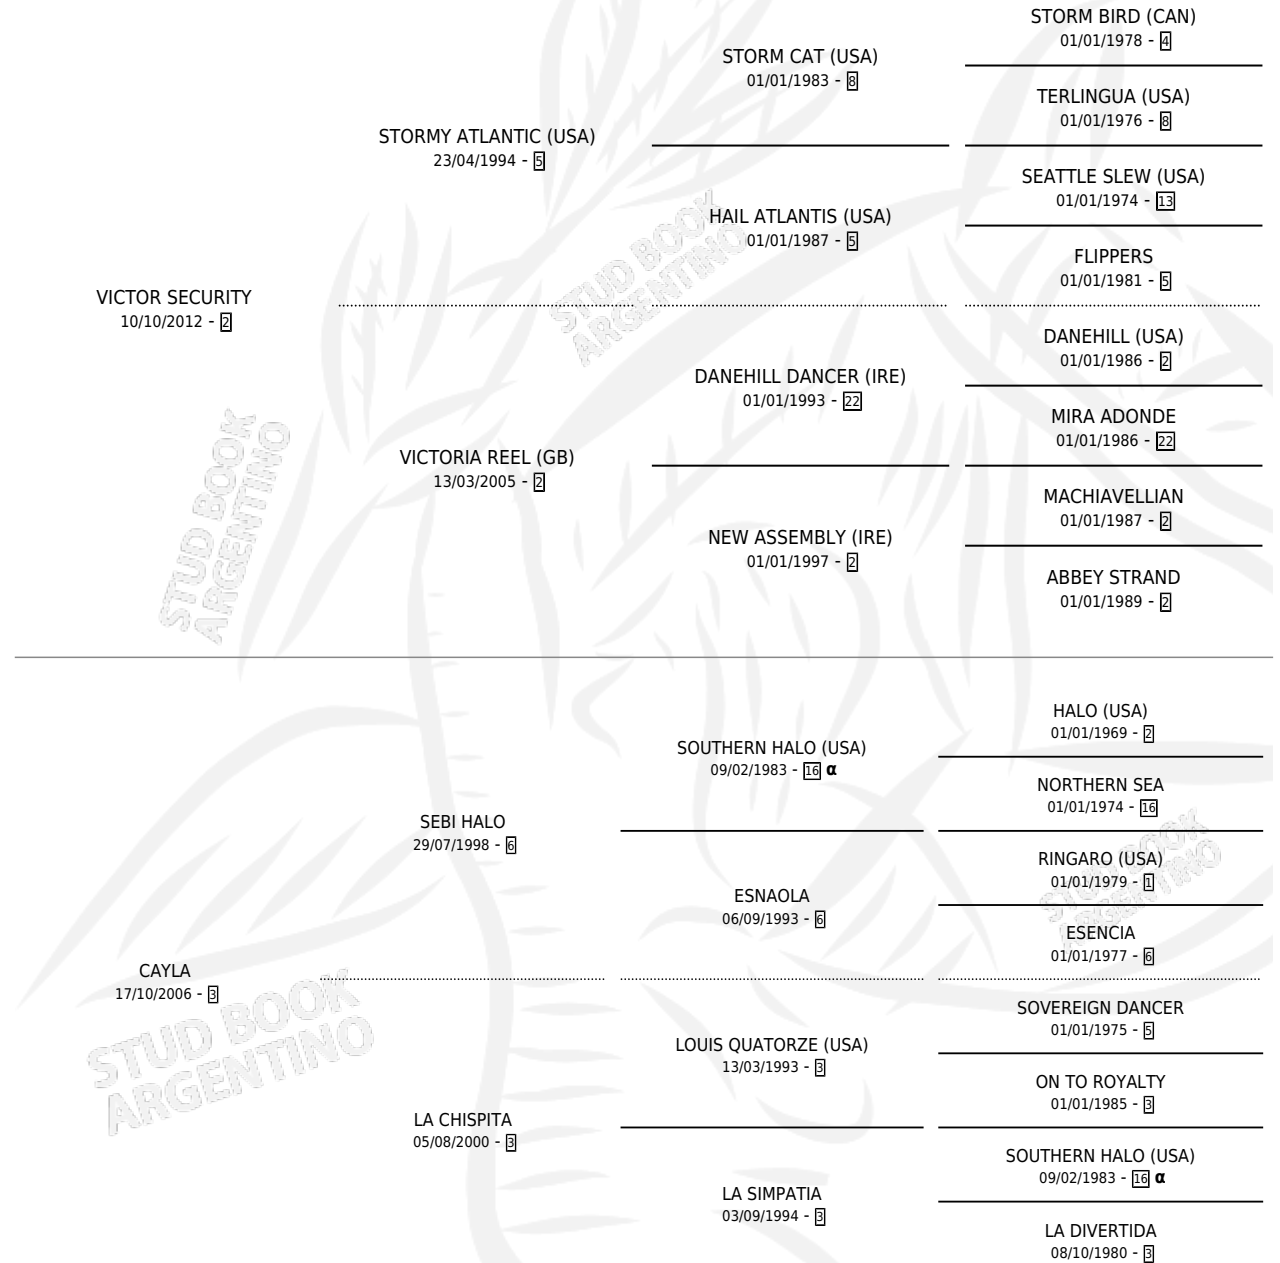 STORM BIRD (CAN)
01/01/1978 - 4
STORM CAT (USA)
01/01/1983 - 8
TERLINGUA (USA)
01/01/1976 - 8
STORMY ATLANTIC (USA)
23/04/1994 - 5
SEATTLE SLEW (USA)
01/01/1974 - 13
HAIL ATLANTIS (USA)
01/01/1987 - 5
FLIPPERS
01/01/1981 - 5
VICTOR SECURITY
10/10/2012 - 2
DANEHILL (USA)
01/01/1986 - 2
DANEHILL DANCER (IRE)
01/01/1993 - 22
MIRA ADONDE
01/01/1986 - 22
VICTORIA REEL (GB)
13/03/2005 - 2
MACHIAVELLIAN
01/01/1987 - 2
NEW ASSEMBLY (IRE)
01/01/1997 - 2
ABBEY STRAND
01/01/1989 - 2
STUD BOOK
ARGENTINO
STUD BOOK
ARGENTINO
HALO (USA)
01/01/1969 - 2
SOUTHERN HALO (USA)
09/02/1983 - 16 α
NORTHERN SEA
01/01/1974 - 16
SEBI HALO
29/07/1998 - 6
RINGARO (USA)
01/01/1979 - 1
ESNAOLA
06/09/1993 - 6
ESENCIA
01/01/1977 - 6
CAYLA
17/10/2006 - 3
SOVEREIGN DANCER
01/01/1975 - 5
LOUIS QUATORZE (USA)
13/03/1993 - 3
ON TO ROYALTY
01/01/1985 - 3
LA CHISPITA
05/08/2000 - 3
SOUTHERN HALO (USA)
09/02/1983 - 16 α
LA SIMPATIA
03/09/1994 - 3
LA DIVERTIDA
08/10/1980 - 3
STUD BOOK
ARGENTINO
STUD BOOK
ARGENTINO